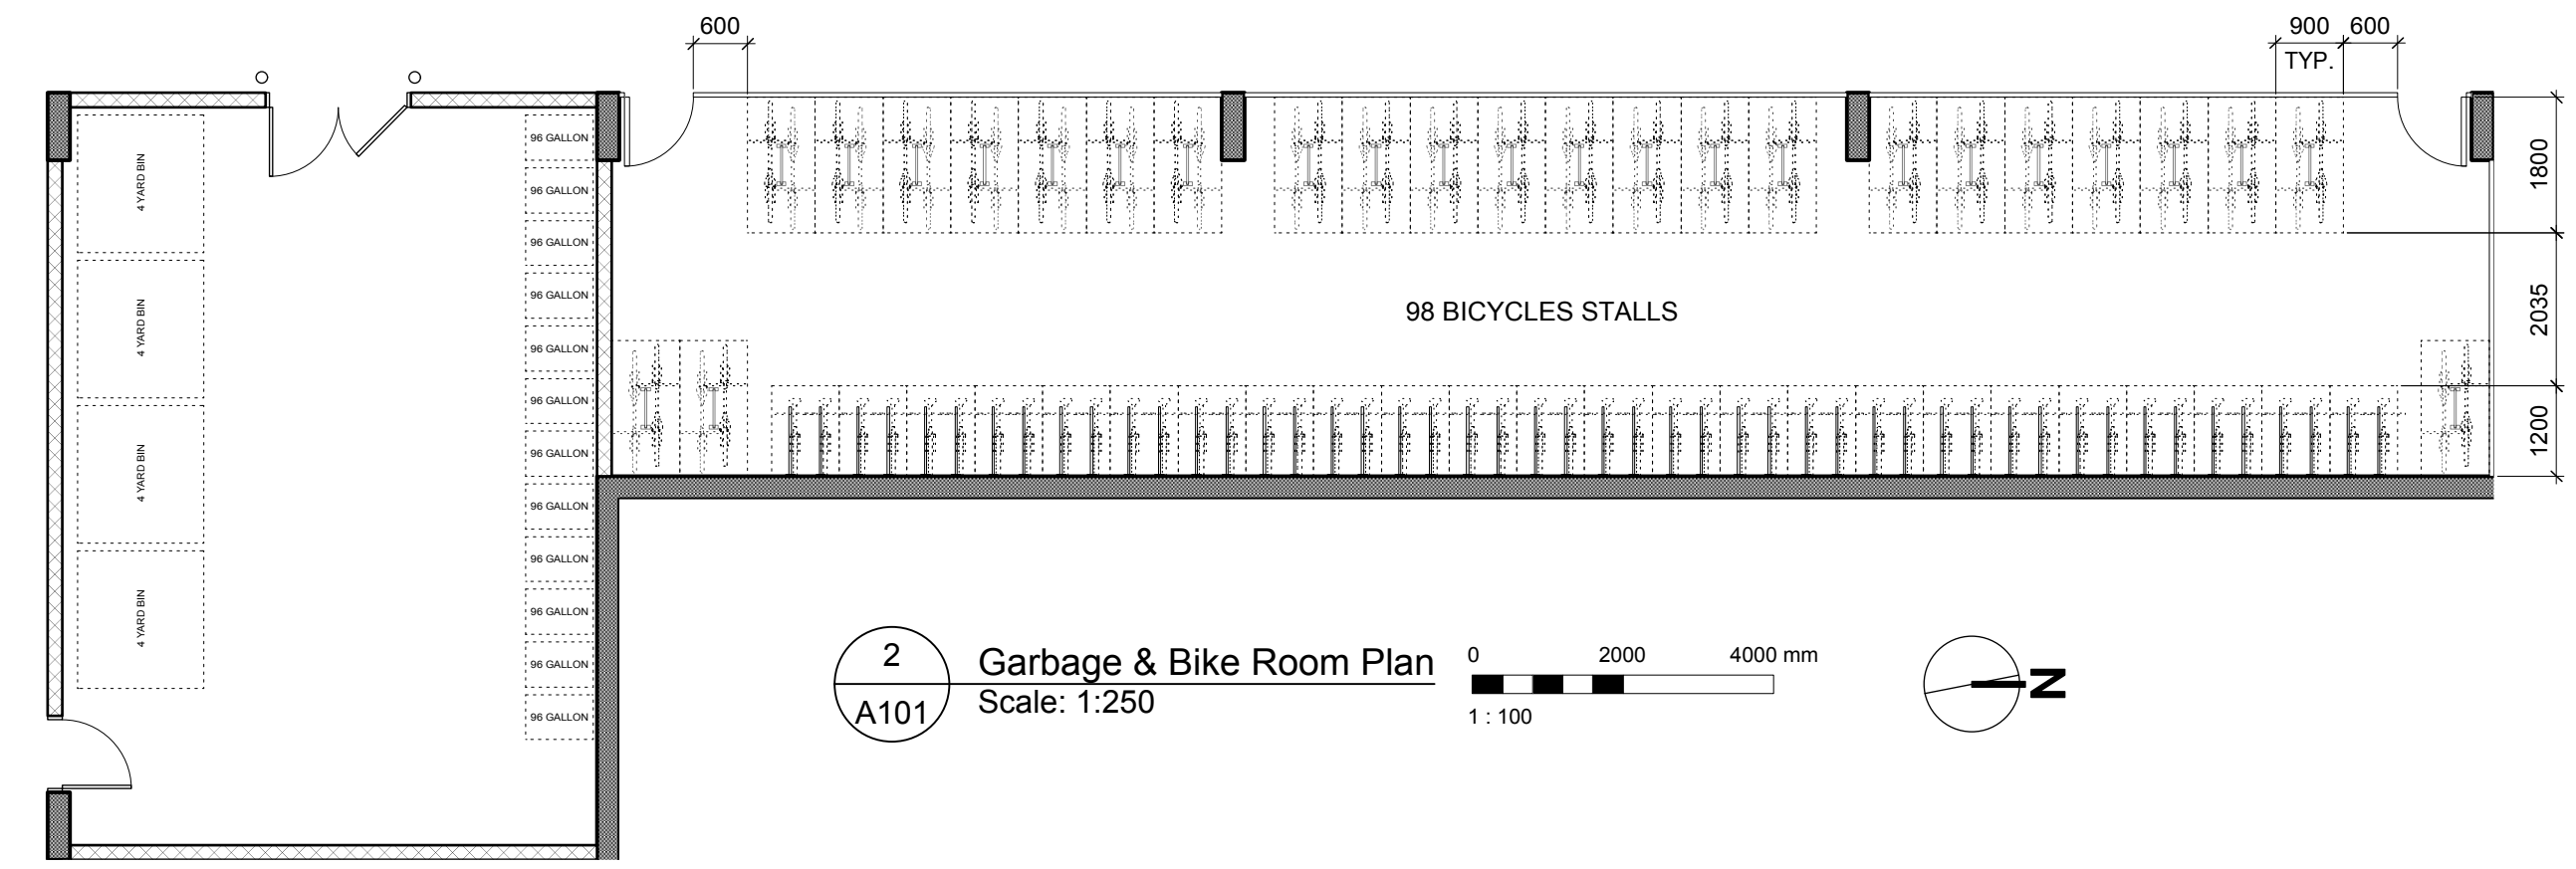 600
900 600
TYP.
4 YARD BIN
4 YARD BIN
4 YARD BIN
4 YARD BIN
96 GALLON
96 GALLON
96 GALLON
96 GALLON
96 GALLON
96 GALLON
96 GALLON
96 GALLON
96 GALLON
96 GALLON
96 GALLON
96 GALLON
98 BICYCLES STALLS
1800
2035
1200
2
A101
Garbage & Bike Room Plan
Scale: 1:250
0 2000 4000 mm
1 : 100
N